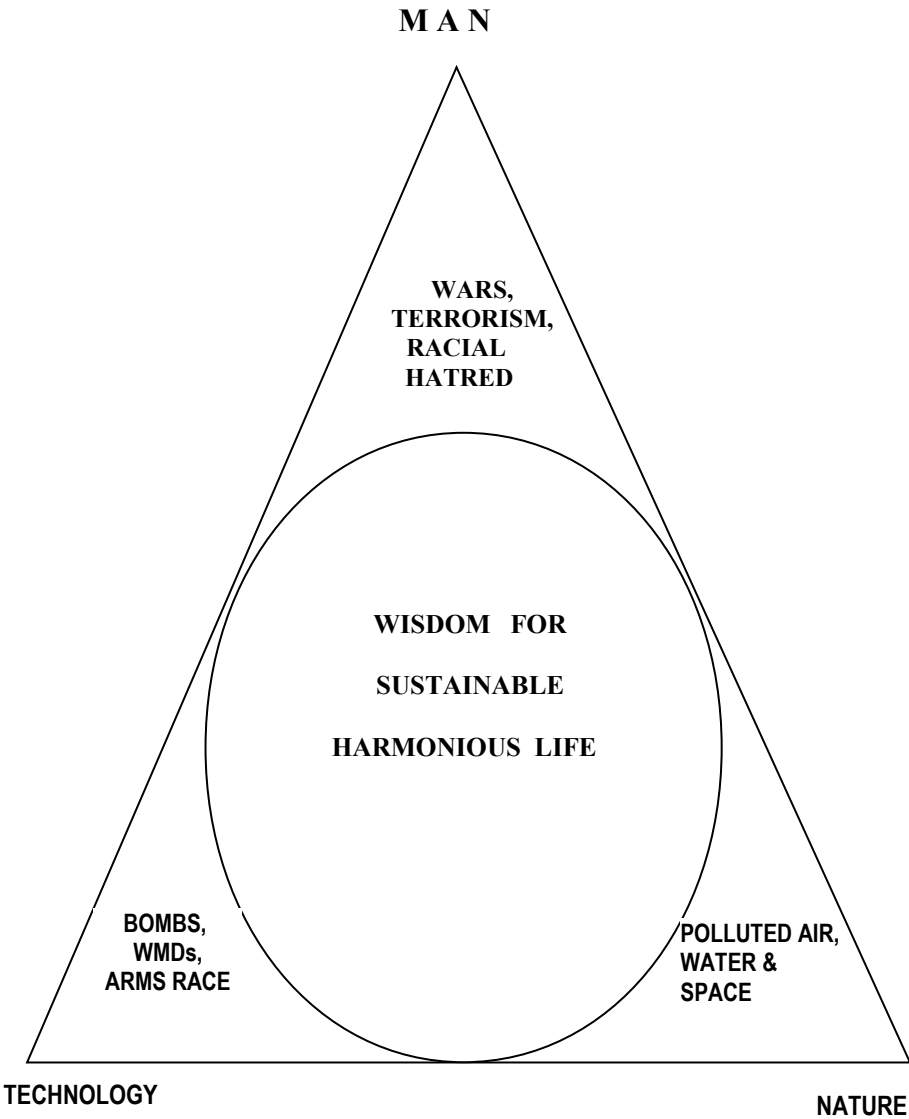 M A N
WARS,
TERRORISM,
RACIAL
HATRED
WISDOM FOR
SUSTAINABLE
HARMONIOUS LIFE
BOMBS,
WMDs,
ARMS RACE
POLLUTED AIR,
WATER &
SPACE
TECHNOLOGY
NATURE